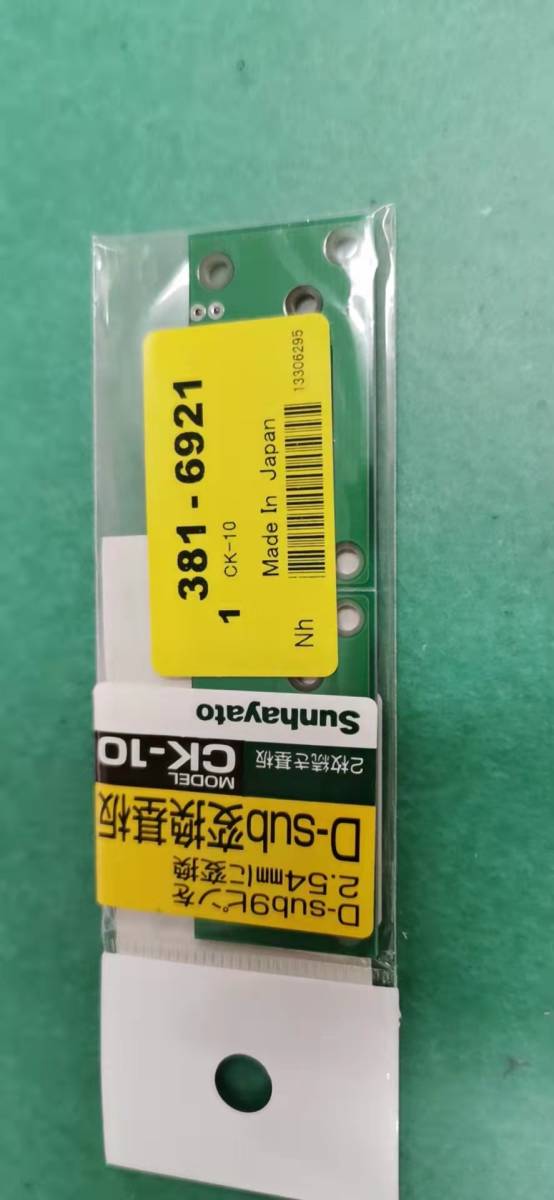 381-6921
1 CK-10
Made In Japan
Nh
13306295
Sunhayato
2枚続き基板
MODEL
CK-10
D-sub変換基板
D-sub9ピンを
2.54mmに変換